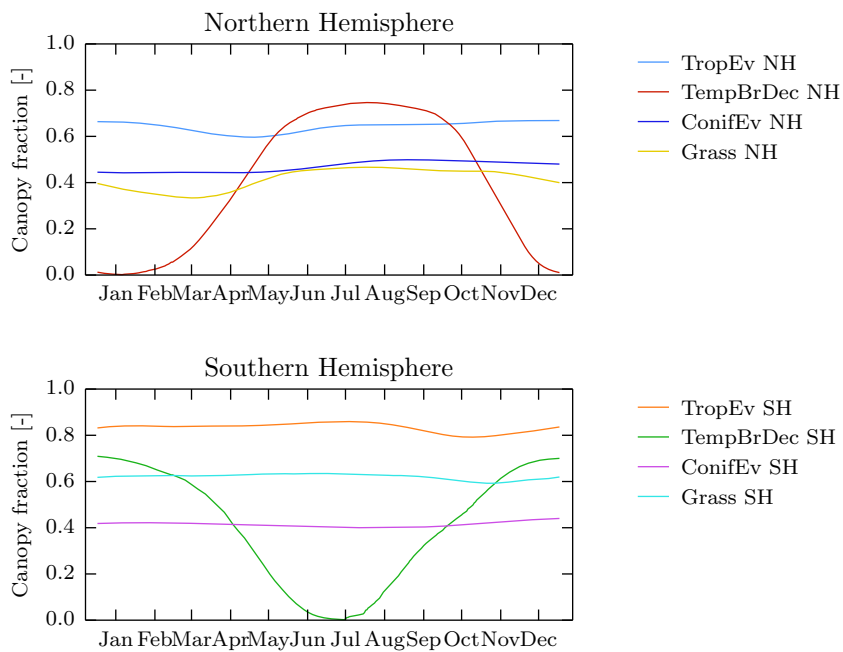 Northern Hemisphere
Canopy fraction [-]
1.0
0.8
0.6
0.4
0.2
0.0
Jan Feb Mar Apr May Jun Jul Aug Sep Oct Nov Dec
TropEv NH
TempBrDec NH
ConifEv NH
Grass NH
Southern Hemisphere
Canopy fraction [-]
1.0
0.8
0.6
0.4
0.2
0.0
Jan Feb Mar Apr May Jun Jul Aug Sep Oct Nov Dec
TropEv SH
TempBrDec SH
ConifEv SH
Grass SH